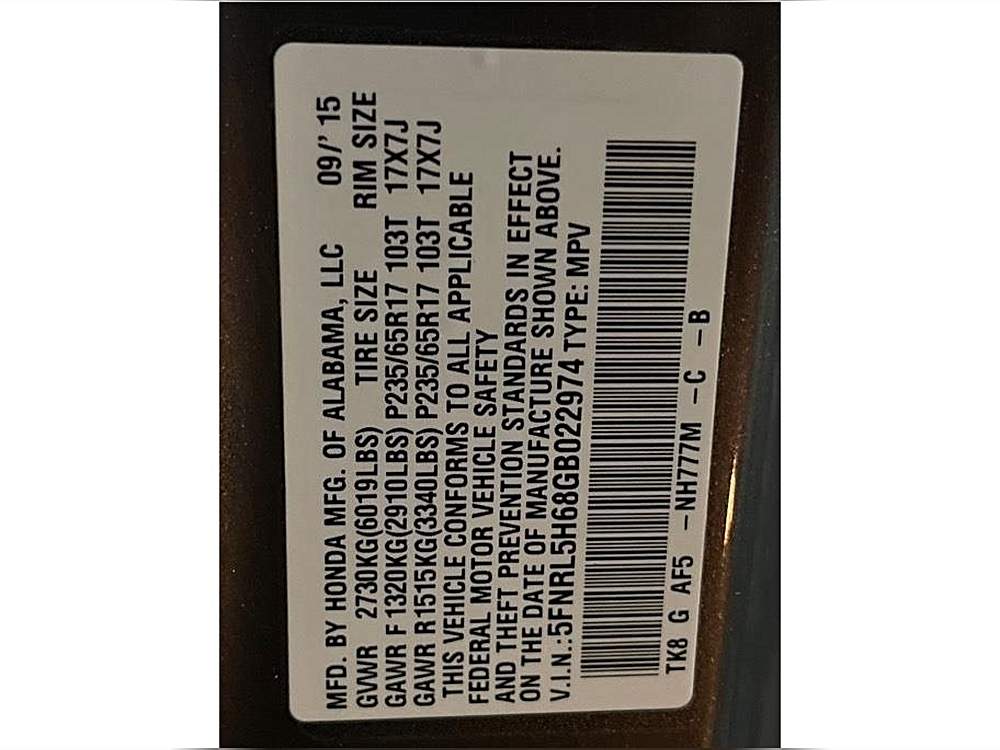 MFD. BY HONDA MFG. OF ALABAMA, LLC 09/' 15
GVWR 2730KG(6019LBS) TIRE SIZE RIM SIZE
GAWR F 1320KG(2910LBS) P235/65R17 103T 17X7J
GAWR R1515KG(3340LBS) P235/65R17 103T 17X7J
THIS VEHICLE CONFORMS TO ALL APPLICABLE
FEDERAL MOTOR VEHICLE SAFETY
AND THEFT PREVENTION STANDARDS IN EFFECT
ON THE DATE OF MANUFACTURE SHOWN ABOVE.
V.I.N.:5FNRL5H68GB022974 TYPE: MPV
TK8 G AF5 -NH777M -C -B